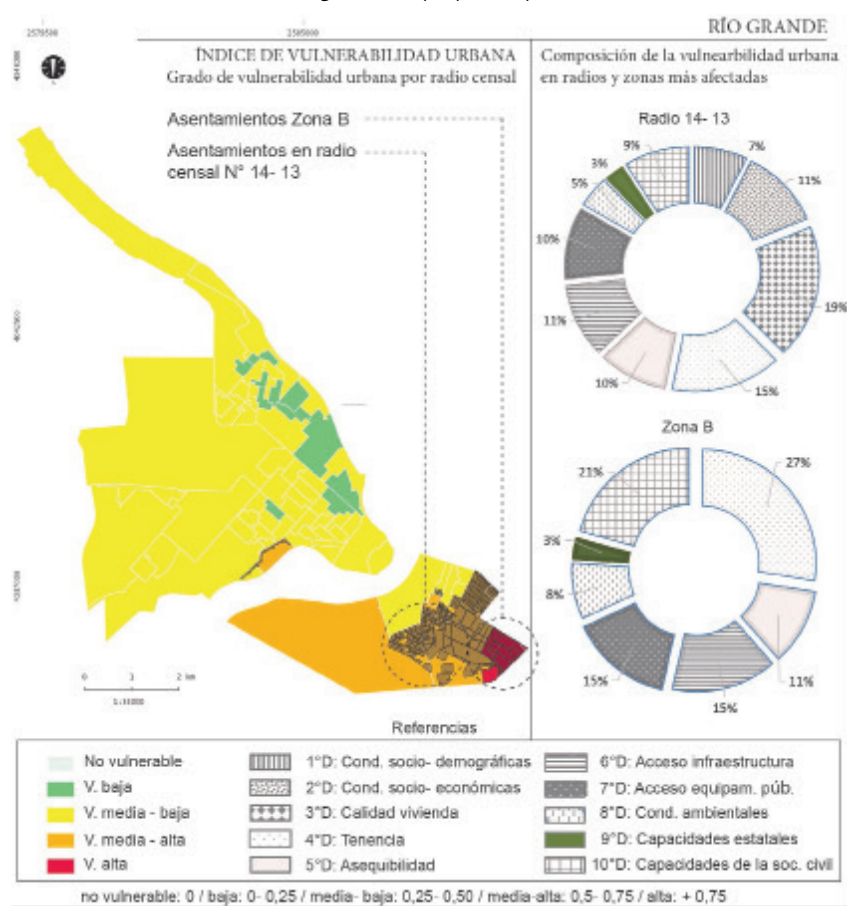 RÍO GRANDE
ÍNDICE DE VULNERABILIDAD URBANA
Grado de vulnerabilidad urbana por radio censal
Asentamientos Zona B
Asentamientos en radio
censal N° 14- 13
Composición de la vulnearbilidad urbana
en radios y zonas más afectadas
Radio 14- 13
7%
11%
19%
15%
10%
11%
10%
5%
3%
9%
Zona B
27%
11%
15%
15%
8%
3%
21%
0 1 2 km
Referencias
No vulnerable
V. baja
V. media - baja
V. media - alta
V. alta
1°D: Cond. socio- demográficas
2°D: Cond. socio- económicas
3°D: Calidad vivienda
4°D: Tenencia
5°D: Asequibilidad
6°D: Acceso infraestructura
7°D: Acceso equipam. púb.
8°D: Cond. ambientales
9°D: Capacidades estatales
10°D: Capacidades de la soc. civil
no vulnerable: 0 / baja: 0- 0,25 / media- baja: 0,25- 0,50 / media-alta: 0,5- 0,75 / alta: + 0,75